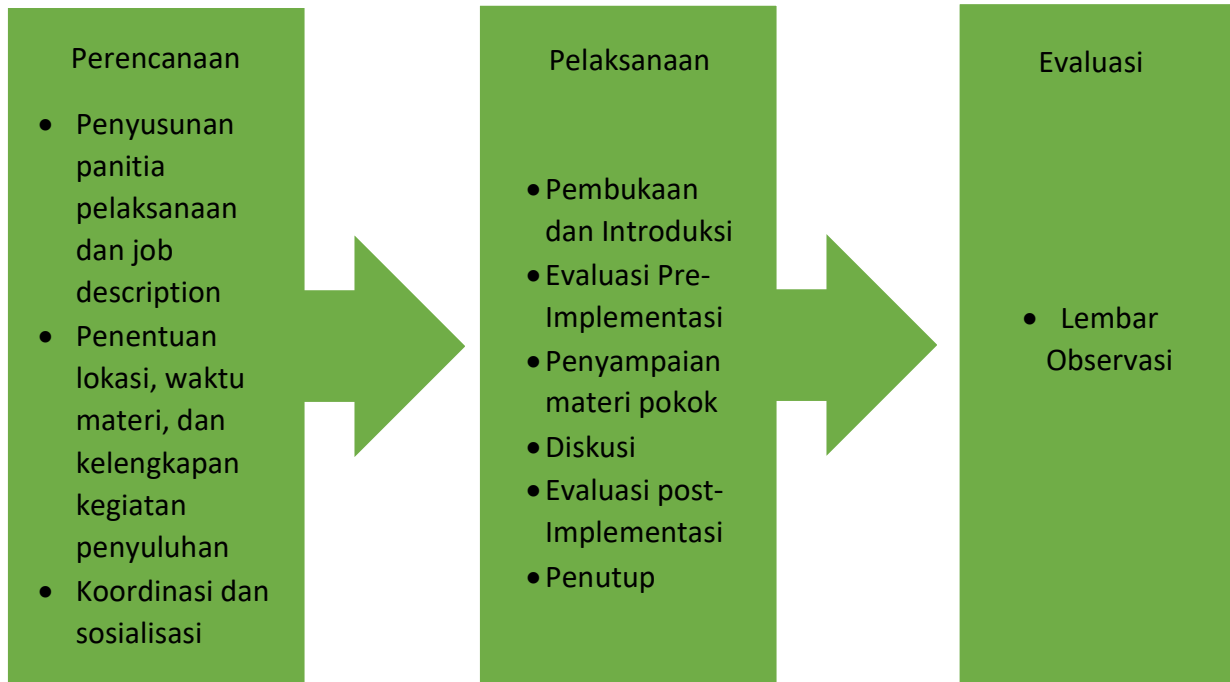 Perencanaan
• Penyusunan
panitia
pelaksanaan
dan job
description
• Penentuan
lokasi, waktu
materi, dan
kelengkapan
kegiatan
penyuluhan
• Koordinasi dan
sosialisasi
Pelaksanaan
• Pembukaan
dan Introduksi
• Evaluasi Pre-
Implementasi
• Penyampaian
materi pokok
• Diskusi
• Evaluasi post-
Implementasi
• Penutup
Evaluasi
• Lembar
Observasi